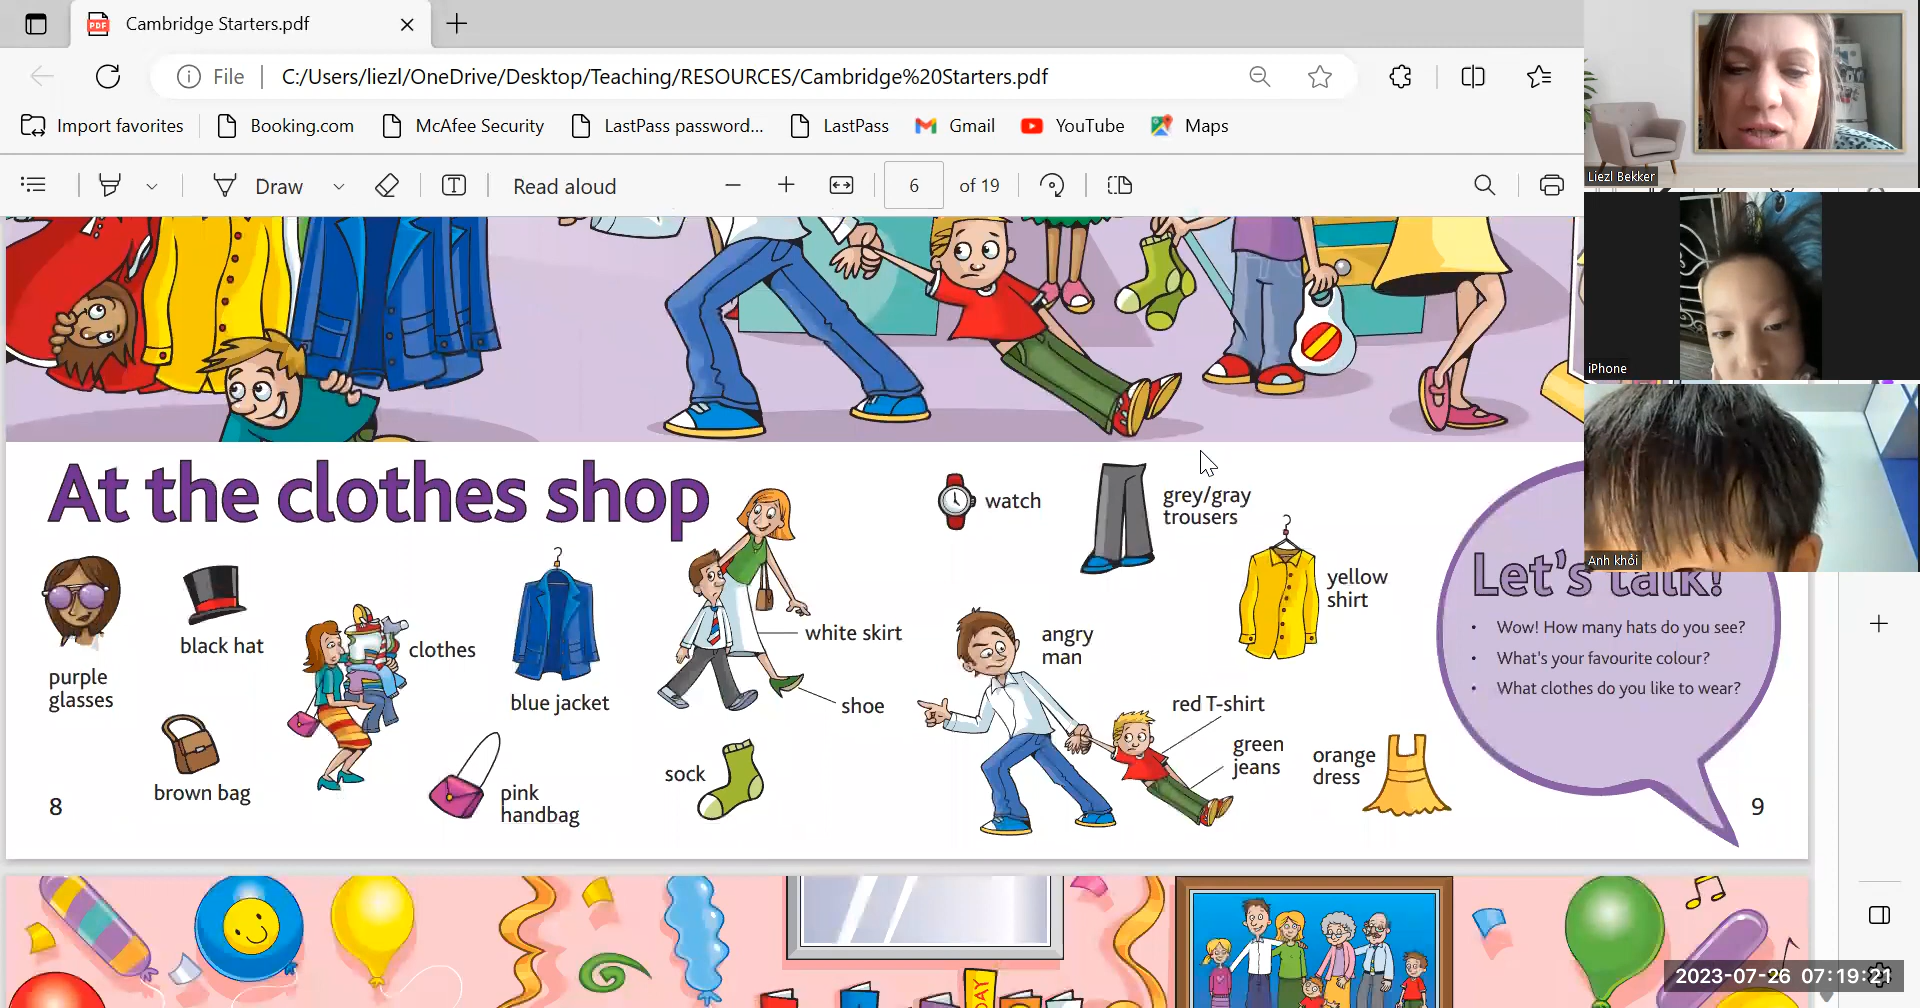 Cambridge Starters.pdf
File
C:/Users/liezl/OneDrive/Desktop/Teaching/RESOURCES/Cambridge%20Starters.pdf
Import favorites
Booking.com
McAfee Security
LastPass password...
LastPass
Gmail
YouTube
Maps
Draw
Read aloud
6
of 19
Liezl Bekker
iPhone
Anh khỏi
At the clothes shop
purple
glasses
black hat
brown bag
clothes
pink
handbag
blue jacket
white skirt
shoe
sock
watch
grey/gray
trousers
yellow
shirt
angry
man
red T-shirt
green
jeans
orange
dress
Let's talk!
• Wow! How many hats do you see?
• What's your favourite colour?
• What clothes do you like to wear?
8
9
DAY
2023-07-26 07:19:21